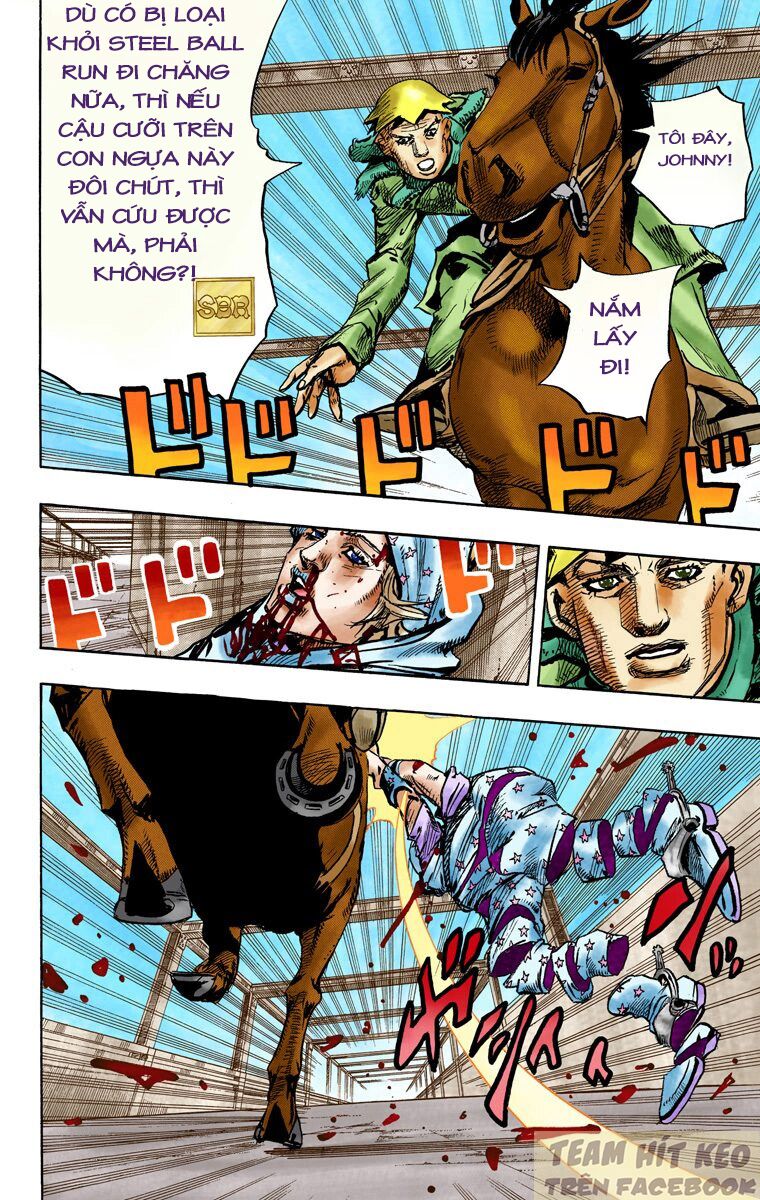 DÙ CÓ BỊ LOẠI
KHỎI STEEL BALL
RUN ĐI CHĂNG
NỮA, THÌ NẾU
CẬU CƯỠI TRÊN
CON NGỰA NÀY
ĐÔI CHÚT, THÌ
VẪN CỨU ĐƯỢC
MÀ, PHẢI
KHÔNG?!
SBR
TÔI ĐÂY,
JOHNNY!
NẮM
LẤY
ĐI!
ドドドドドド
ドドド
TEAM HÍT KEO
TRÊN FACEBOOK